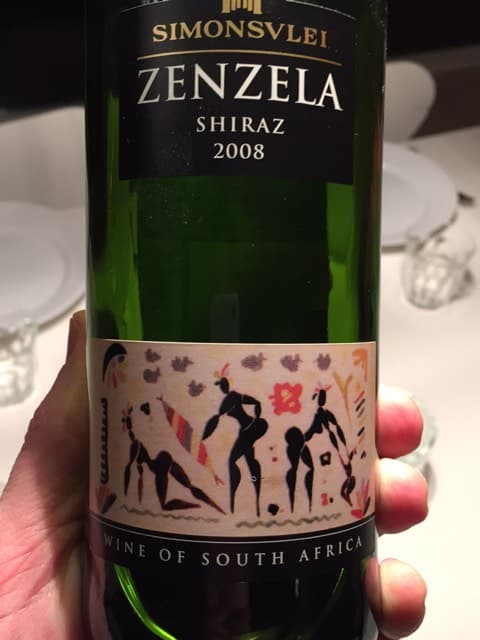 SIMONSVLEI
ZENZELA
SHIRAZ
2008
WINE OF SOUTH AFRICA